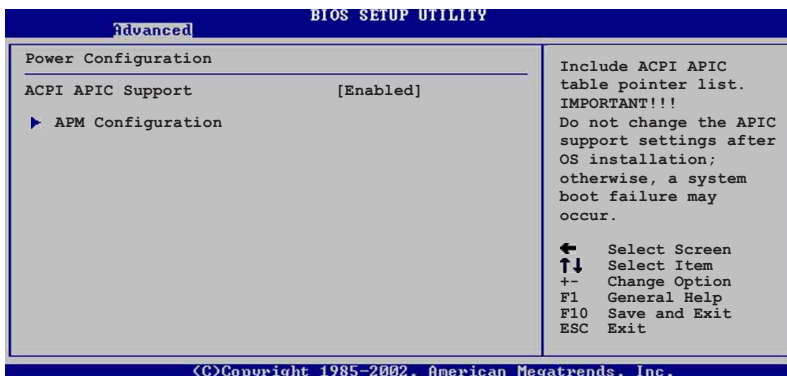 BIOS SETUP UTILITY
Advanced
Power Configuration
ACPI APIC Support [Enabled]
APM Configuration
Include ACPI APIC
table pointer list.
IMPORTANT!!!
Do not change the APIC
support settings after
OS installation;
otherwise, a system
boot failure may
occur.
← Select Screen
↑↓ Select Item
+- Change Option
F1 General Help
F10 Save and Exit
ESC Exit
(C)Copyright 1985-2002, American Megatrends, Inc.